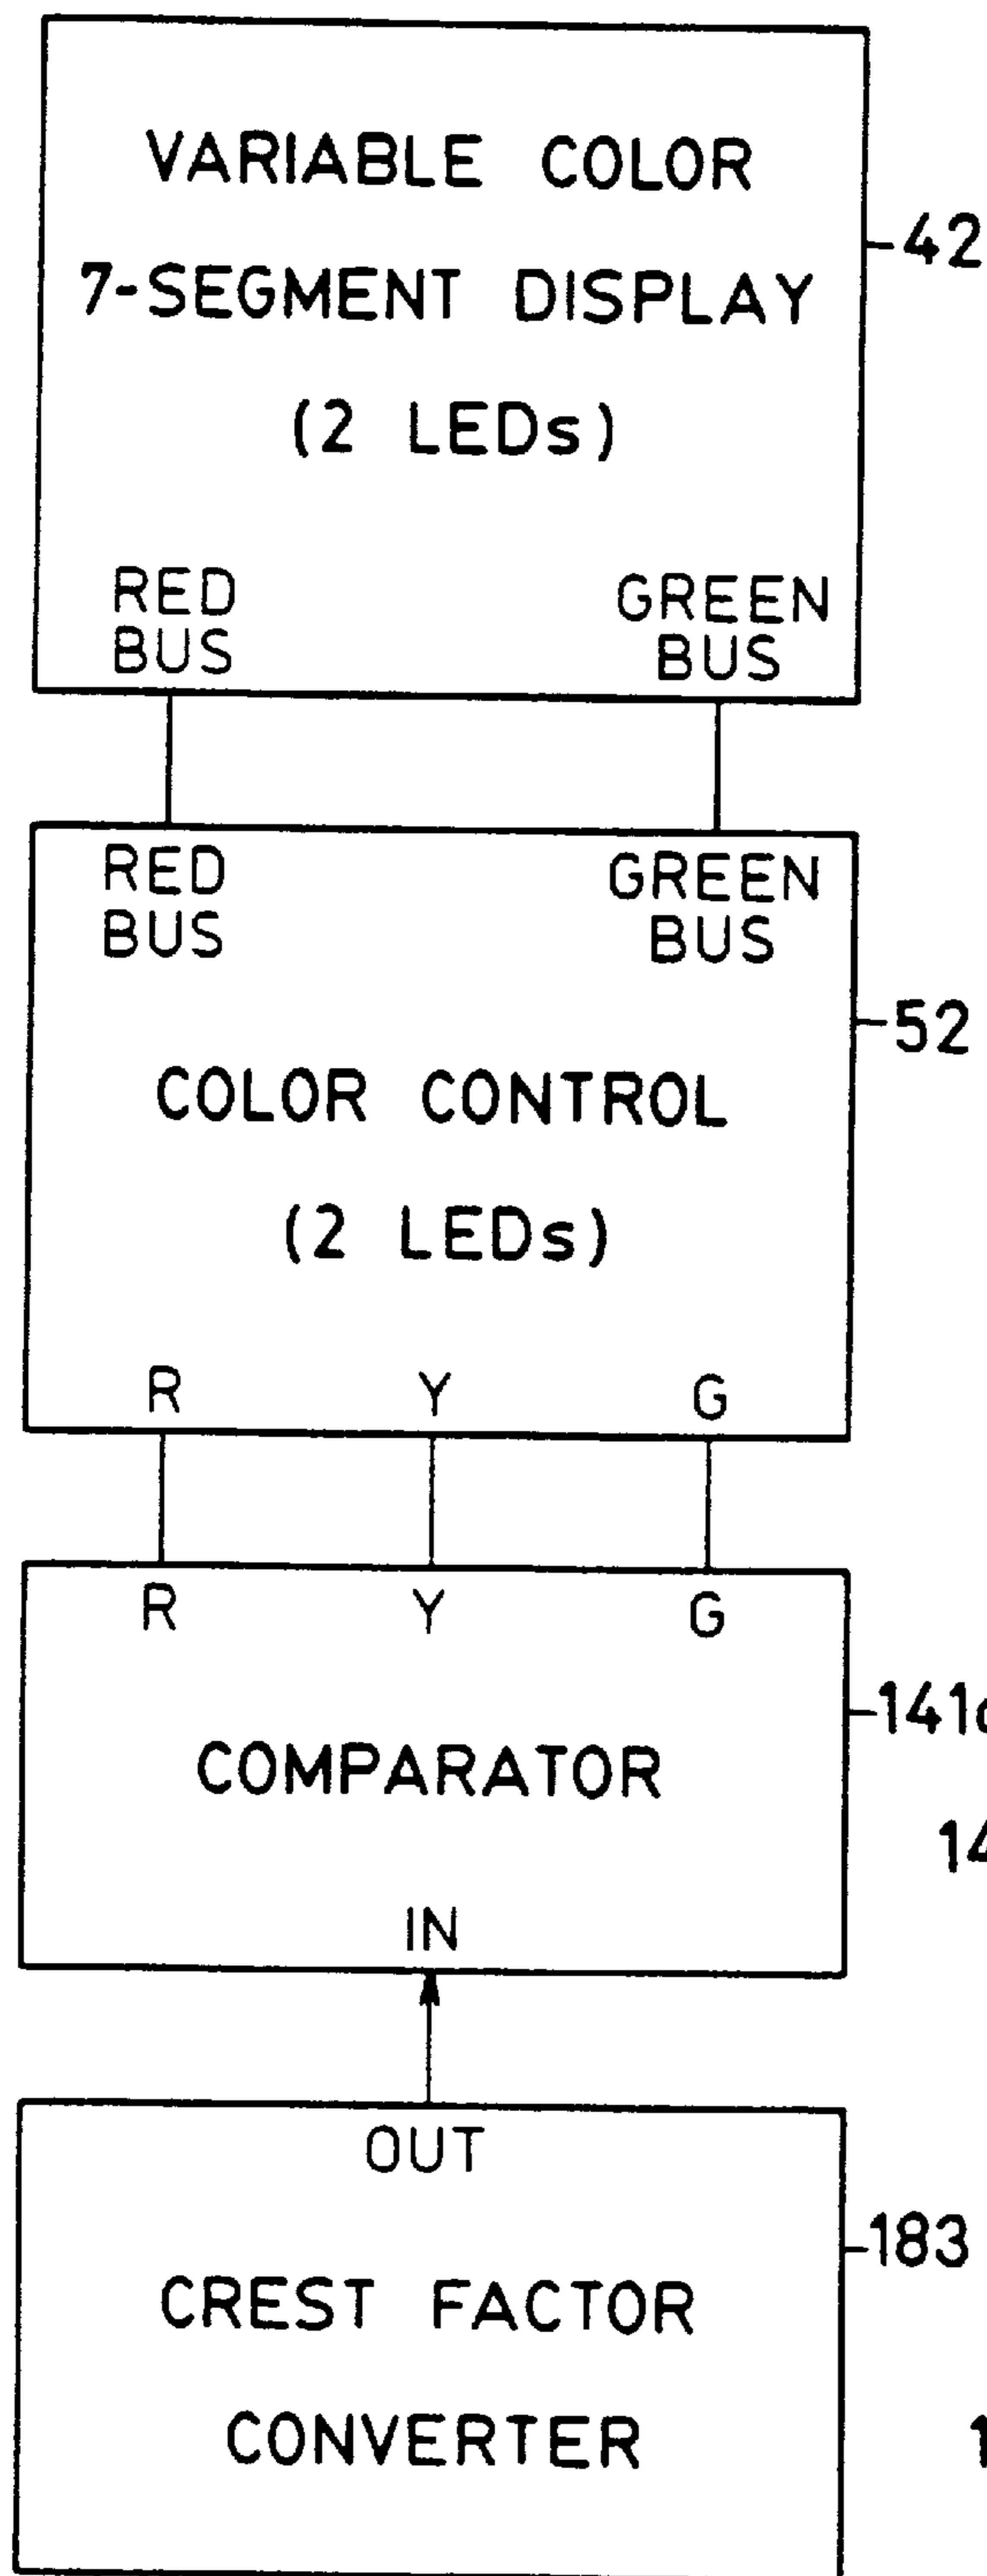 VARIABLE COLOR
7-SEGMENT DISPLAY
(2 LEDs)
42
RED BUS
GREEN BUS
RED BUS
GREEN BUS
52
COLOR CONTROL
(2 LEDs)
R Y G
R Y G
COMPARATOR
IN
OUT
183
CREST FACTOR
CONVERTER